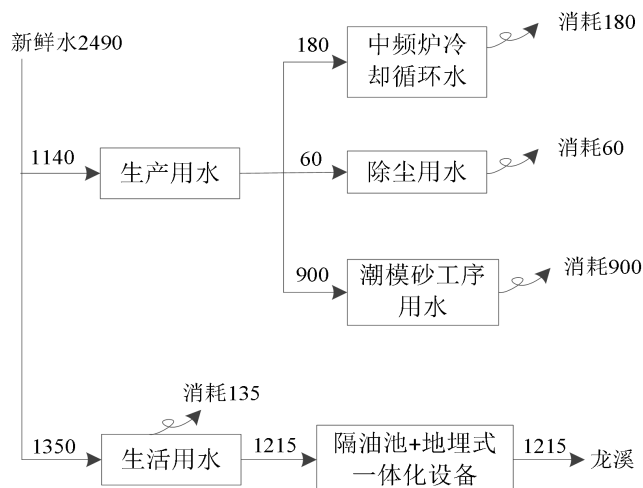 新鲜水2490
180
中频炉冷
却循环水
消耗180
1140
生产用水
60
除尘用水
消耗60
900
潮模砂工序
用水
消耗900
消耗135
1350
生活用水
1215
隔油池+地埋式
一体化设备
1215
龙溪